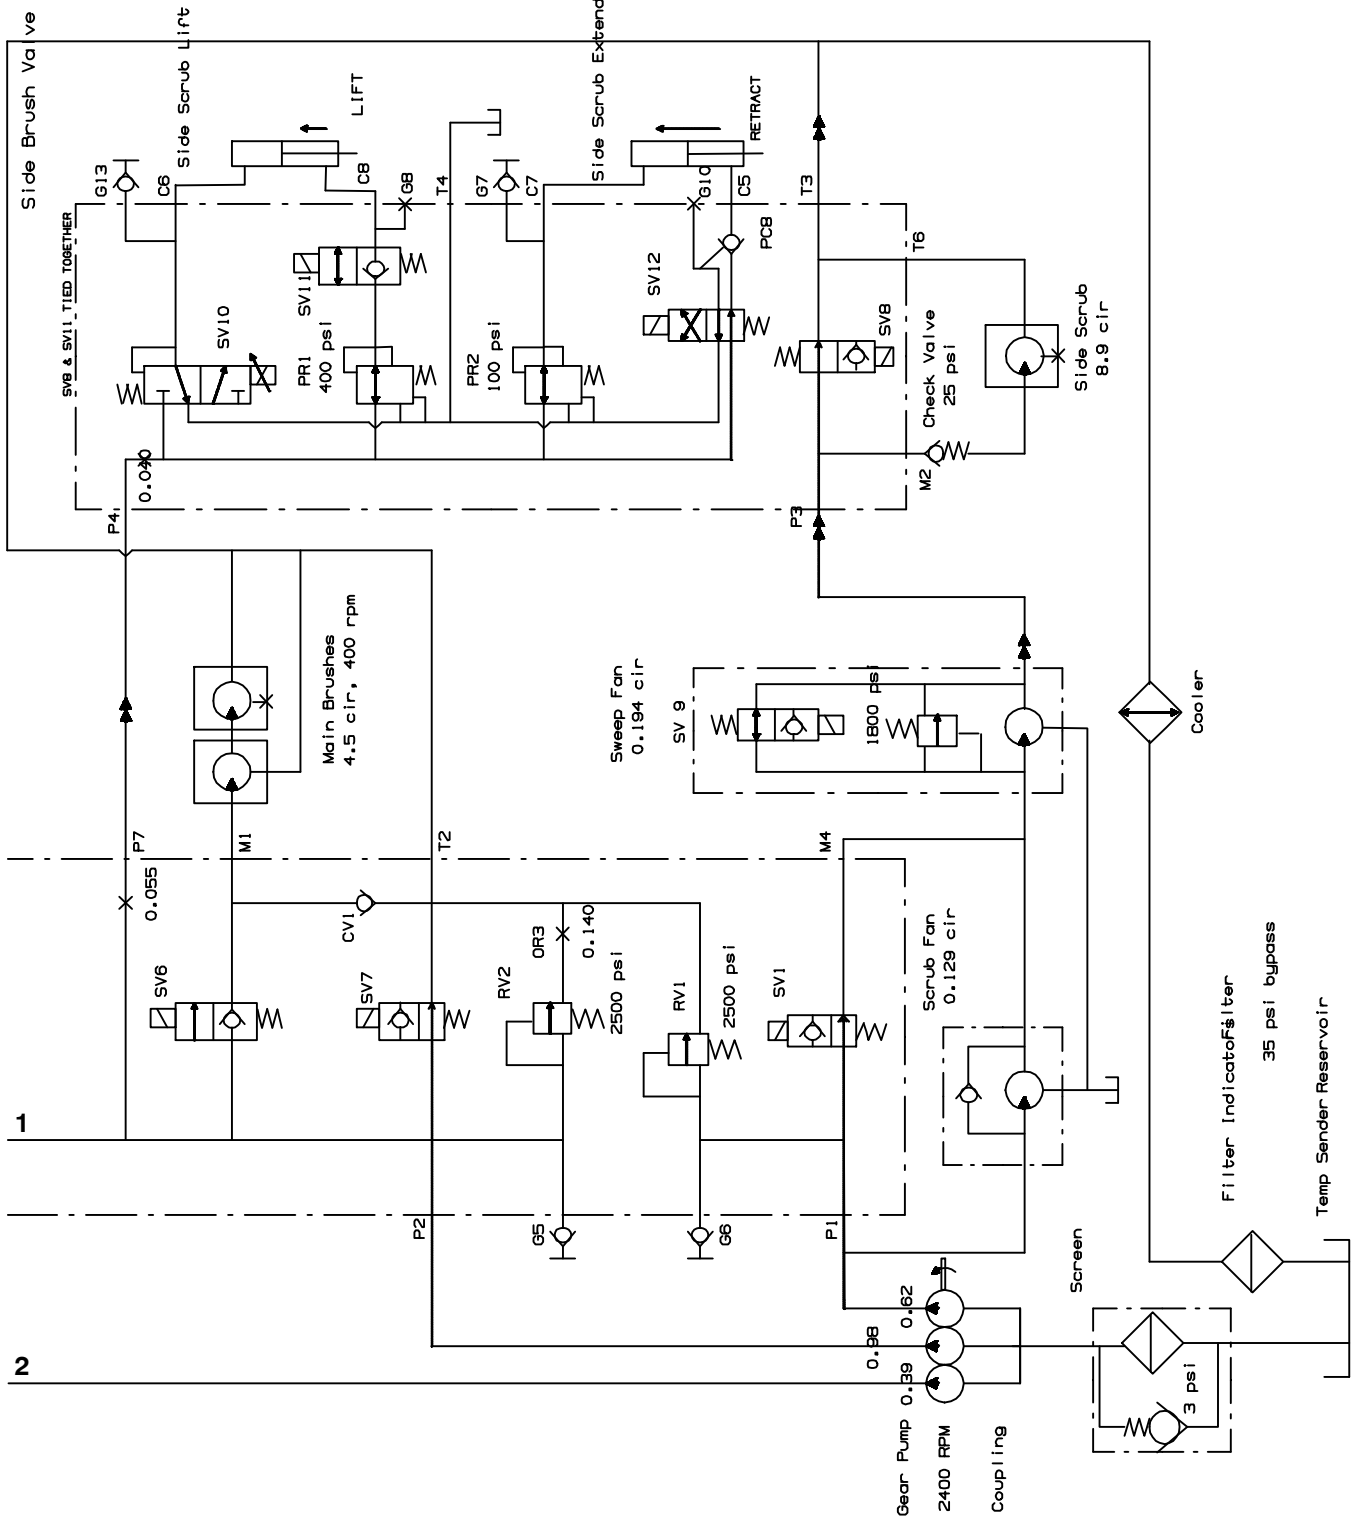 Side Brush Valve
Side Scrub Lift
G13
C6
LIFT
C8
G8
T4
G7
C7
Side Scrub Extend
RETRACT
G10
C5
T3
SV8 & SV11 TIED TOGETHER
SV10
SV11
PR1
400 psi
PR2
100 psi
SV12
PCB
T6
SV8
Check Valve
25 psi
M2
Side Scrub
8.9 cir
0.040
P4
P3
Main Brushes
4.5 cir, 400 rpm
Sweep Fan
0.194 cir
SV 9
1800 psi
Cooler
P7
M1
T2
M4
0.055
CV1
OR3
0.140
SV6
SV7
RV2
2500 psi
RV1
2500 psi
SV1
Scrub Fan
0.129 cir
1
P2
G5
G6
P1
Filter Indicator
Filter
35 psi bypass
Temp Sender
Reservoir
Screen
3 psi
2
0.62
0.98
0.39
Gear Pump
2400 RPM
Coupling